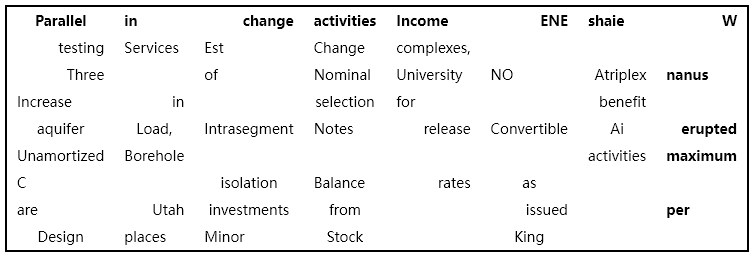 Parallel in change activities Income ENE shaie W
testing Services Est Change complexes,
Three of Nominal University NO Atriplex nanus
Increase in selection for benefit
aquifer Load, Intrasegment Notes release Convertible Ai erupted
Unamortized Borehole activities maximum
C isolation Balance rates as
are Utah investments from issued per
Design places Minor Stock King